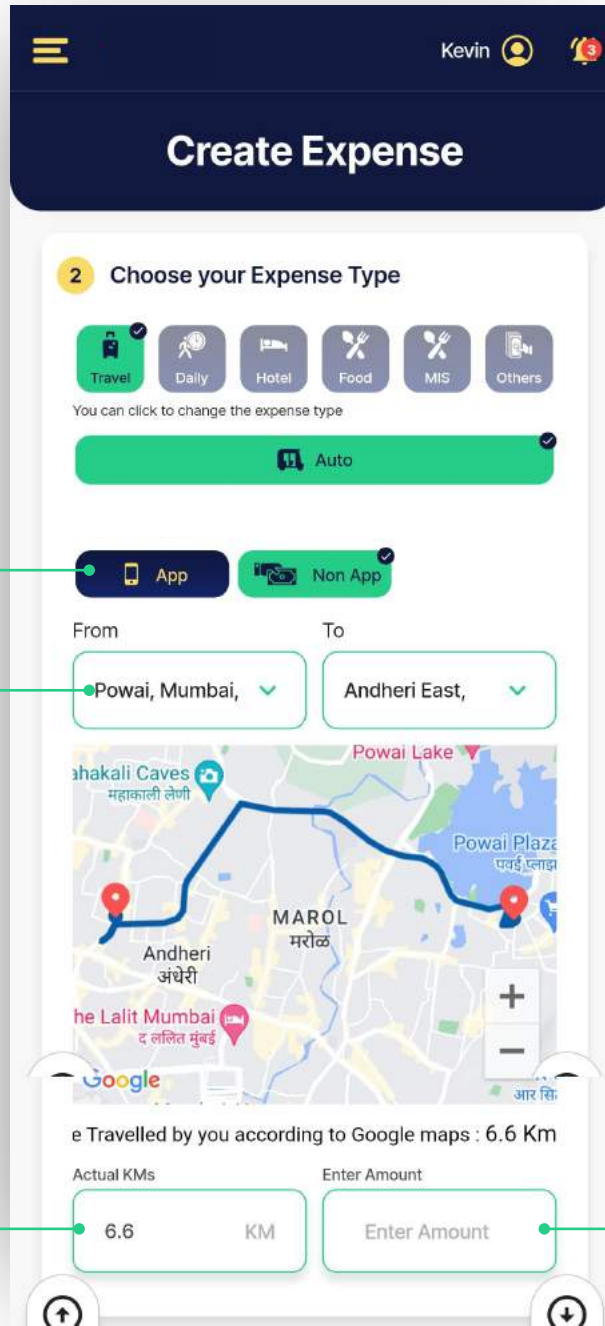 Kevin
3
Create Expense
2 Choose your Expense Type
Travel Daily Hotel Food MIS Others
You can click to change the expense type
Auto
App Non App
From To
Powai, Mumbai, Andheri East,
Powai Lake
ahakali Caves
महाकाली लेणी
Powai Plaza
पवई प्लाझा
MAROL
मरोळ
Andheri
अंधेरी
he Lalit Mumbai
द ललित मुंबई
+
−
Google
आर सि
e Travelled by you according to Google maps : 6.6 Km
Actual KMs Enter Amount
6.6 KM Enter Amount